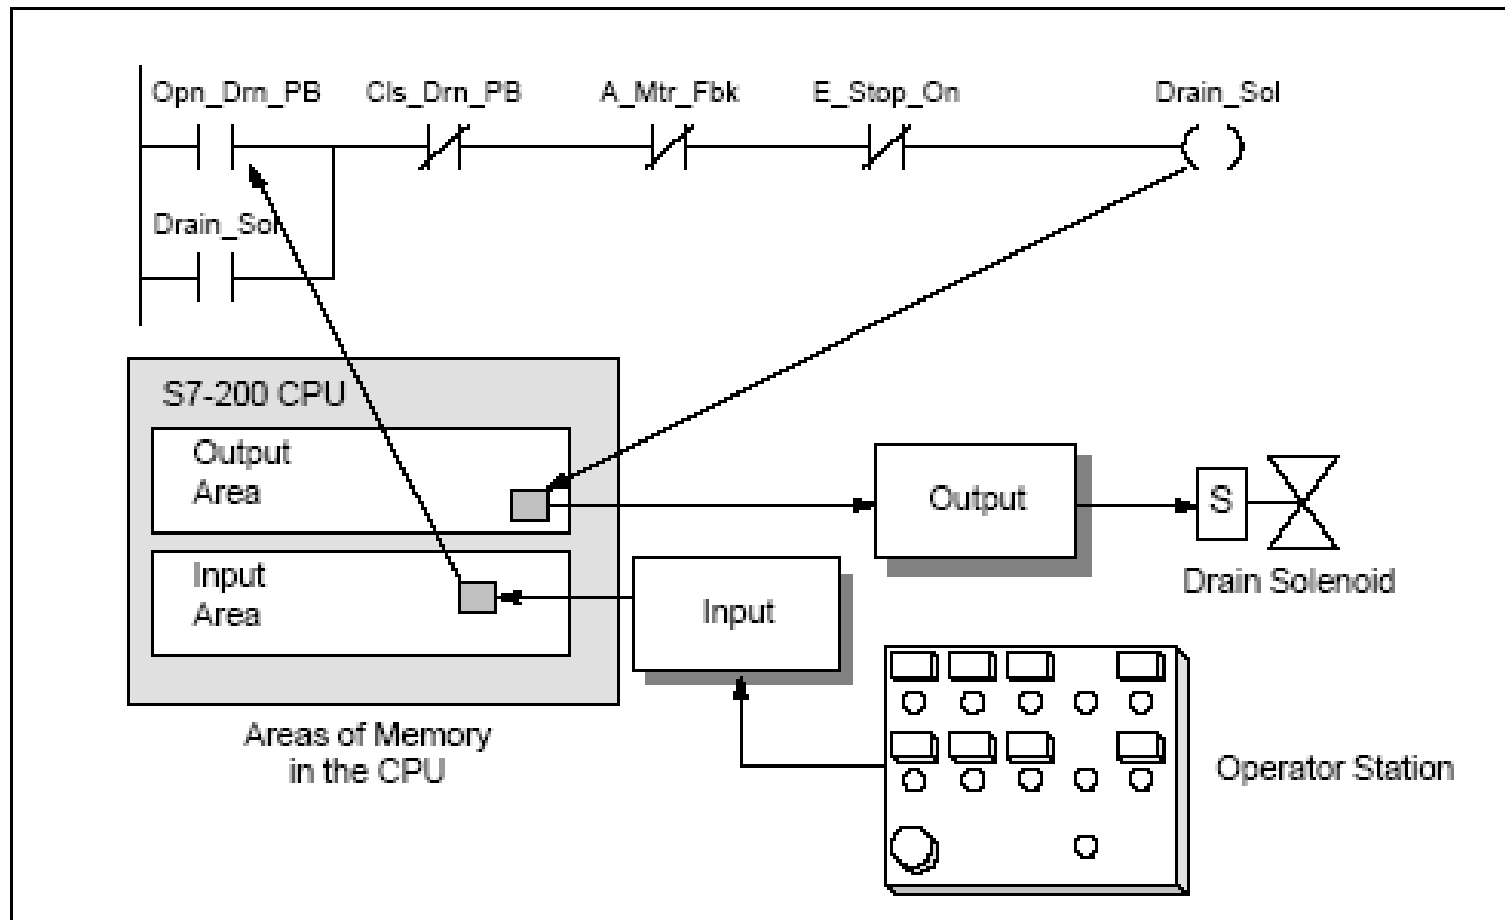 Opn_Drn_PB Cls_Drn_PB A_Mtr_Fbk E_Stop_On Drain_Sol
Drain_Sol
S7-200 CPU
Output
Area
Output
S
Input
Area
Input
Drain Solenoid
Areas of Memory
in the CPU
Operator Station